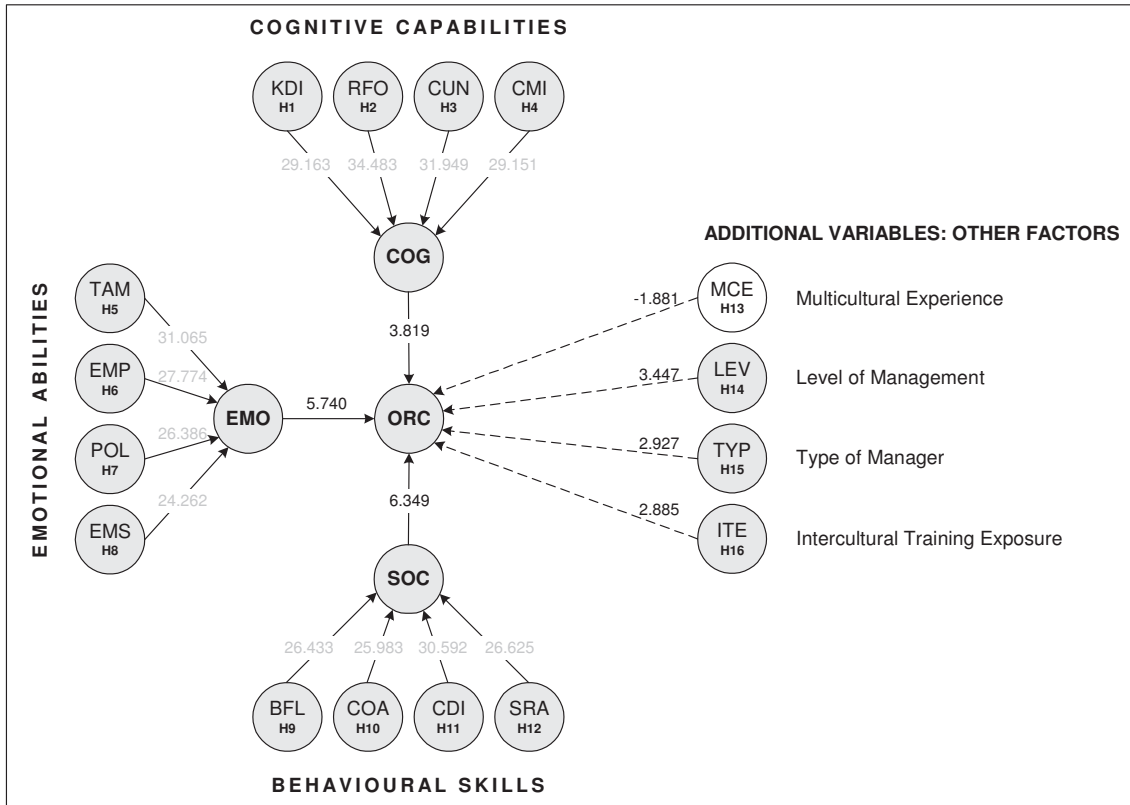 COGNITIVE CAPABILITIES
KDI
H1
RFO
H2
CUN
H3
CMI
H4
29.163
34.483
31.949
29.151
COG
3.819
EMOTIONAL ABILITIES
TAM
H5
EMP
H6
POL
H7
EMS
H8
31.065
27.774
26.386
24.262
EMO
5.740
ORC
ADDITIONAL VARIABLES: OTHER FACTORS
-1.881
MCE
H13
Multicultural Experience
3.447
LEV
H14
Level of Management
2.927
TYP
H15
Type of Manager
2.885
ITE
H16
Intercultural Training Exposure
6.349
SOC
26.433
25.983
30.592
26.625
BFL
H9
COA
H10
CDI
H11
SRA
H12
BEHAVIOURAL SKILLS